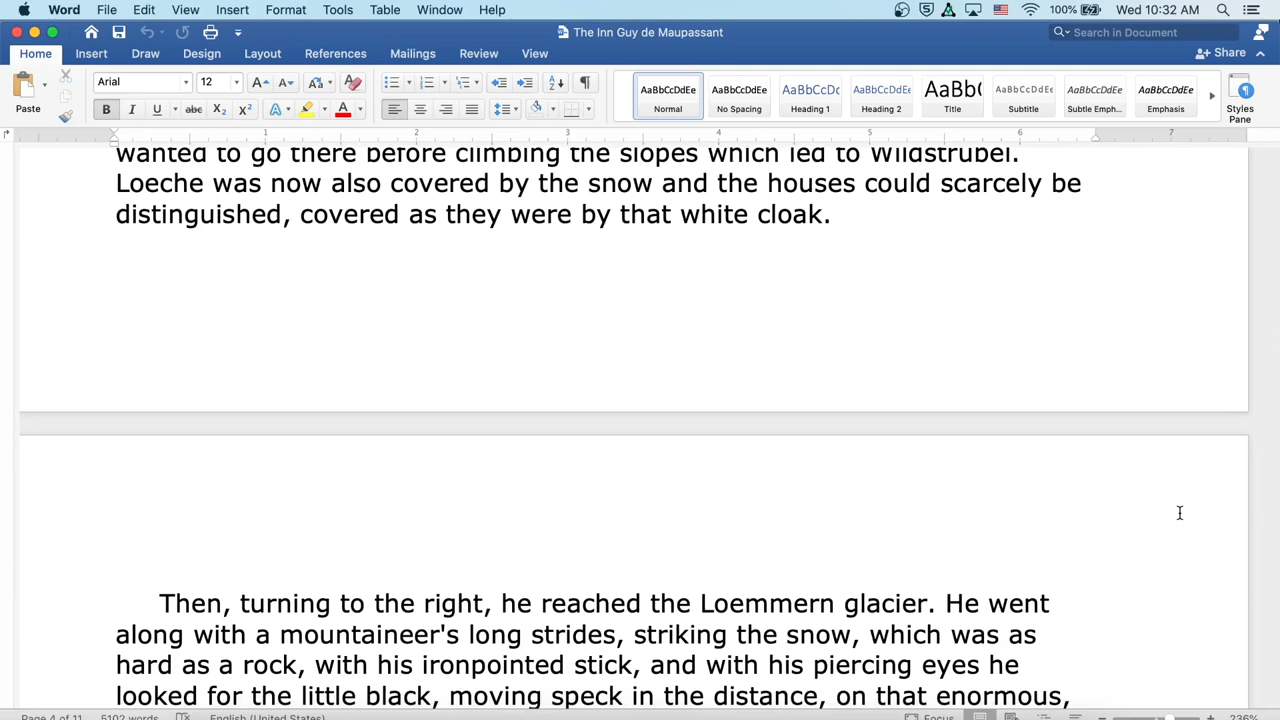 Word File Edit View Insert Format Tools Table Window Help 100% Wed 10:32 AM
The Inn Guy de Maupassant Search in Document
Home Insert Draw Design Layout References Mailings Review View Share
Paste Arial 12 AaBbCcDdEe Normal AaBbCcDdEe No Spacing AaBbCcDc Heading 1 AaBbCcDdEe Heading 2 AaBb( Title AaBbCcDdEe Subtitle AaBbCcDdEe Subtle Emph... AaBbCcDdEe Emphasis Styles Pane
1 2 3 4 5 6 7
wanted to go there before climbing the slopes which led to Wildstrubel.
Loeche was now also covered by the snow and the houses could scarcely be
distinguished, covered as they were by that white cloak.
Then, turning to the right, he reached the Loemmern glacier. He went
along with a mountaineer's long strides, striking the snow, which was as
hard as a rock, with his ironpointed stick, and with his piercing eyes he
looked for the little black, moving speck in the distance, on that enormous,
Page 4 of 11 5102 words English (United States) Focus 236%